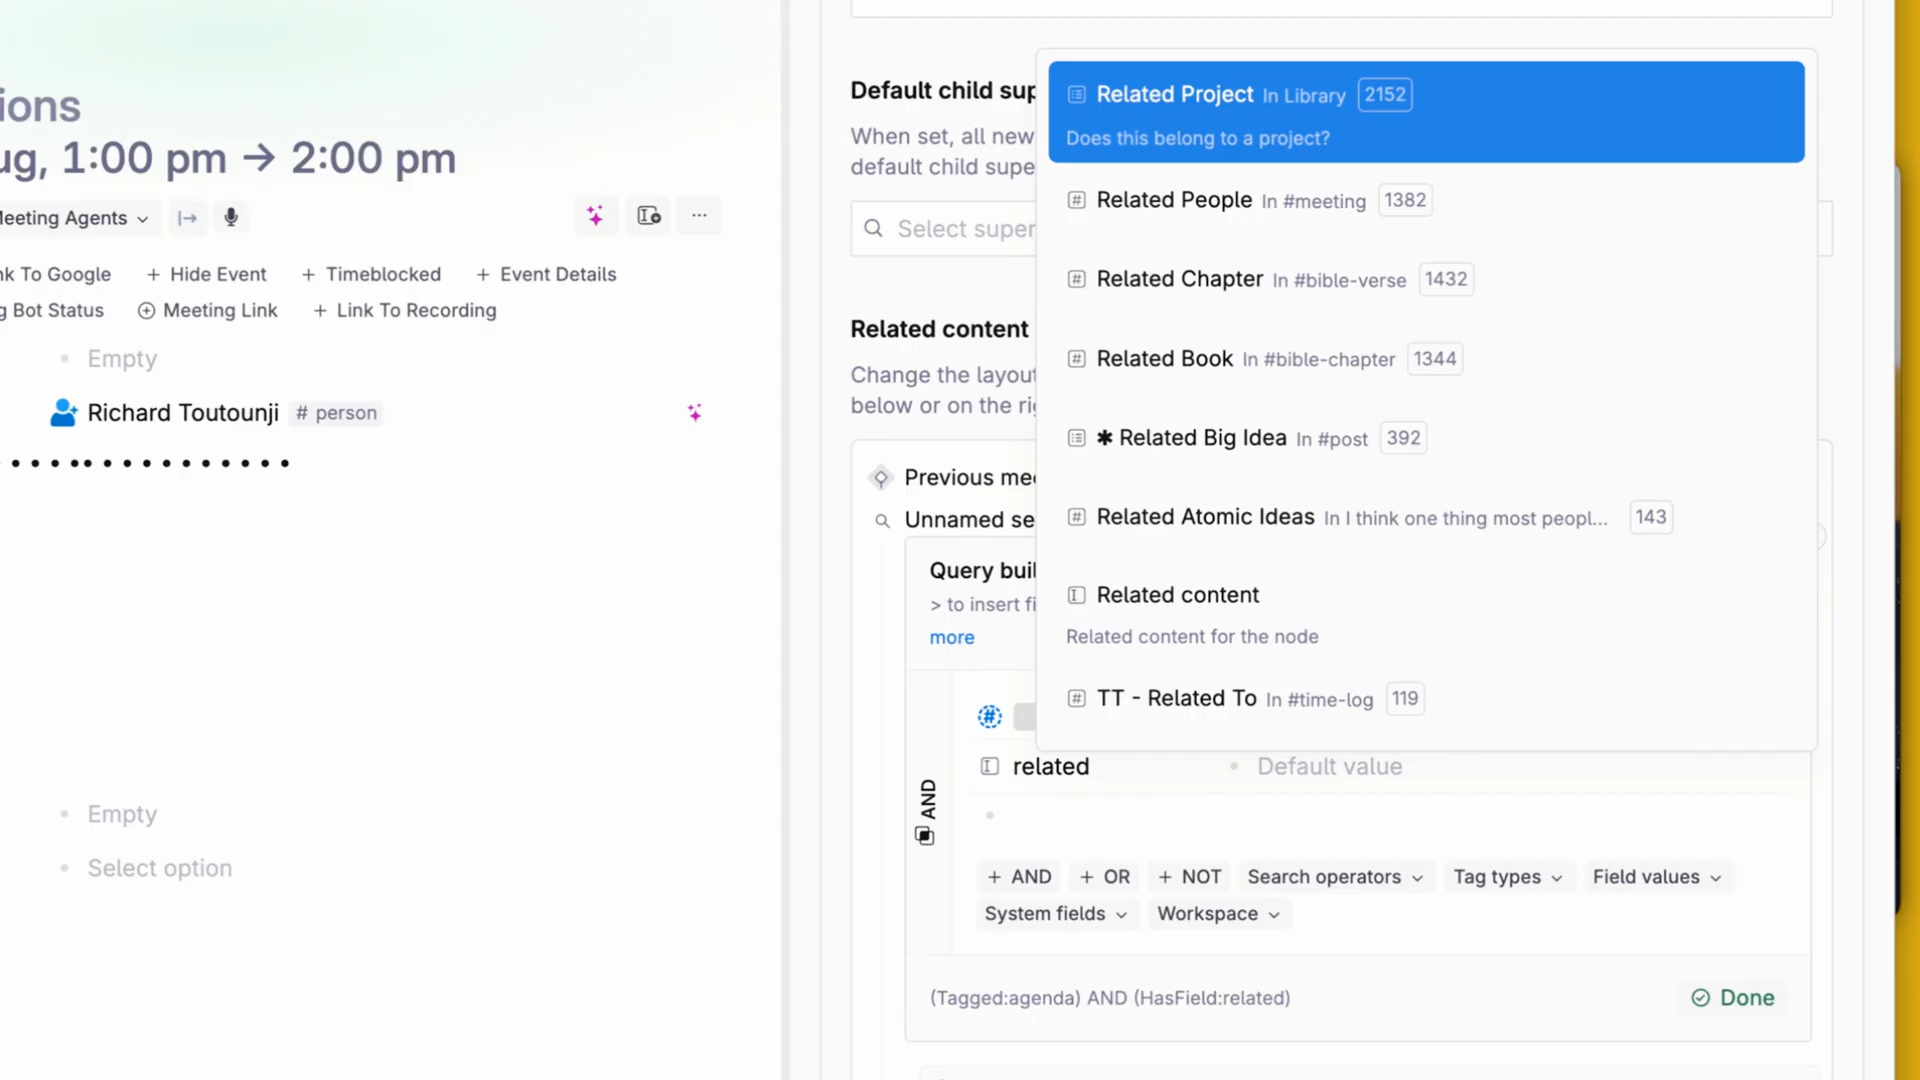 ions
ug, 1:00 pm → 2:00 pm
Meeting Agents
nk To Google + Hide Event + Timeblocked + Event Details
g Bot Status Meeting Link + Link To Recording
Empty
Richard Toutounji # person
Empty
Select option
Default child sup
When set, all new
default child supe
Select super
Related content
Change the layout
below or on the ri
Previous me
Unnamed se
Query buil
> to insert fi
more
Related Project In Library 2152
Does this belong to a project?
Related People In #meeting 1382
Related Chapter In #bible-verse 1432
Related Book In #bible-chapter 1344
✱ Related Big Idea In #post 392
Related Atomic Ideas In I think one thing most peopl... 143
Related content
Related content for the node
TT - Related To In #time-log 119
AND
related Default value
+ AND + OR + NOT Search operators Tag types Field values
System fields Workspace
(Tagged:agenda) AND (HasField:related)
Done